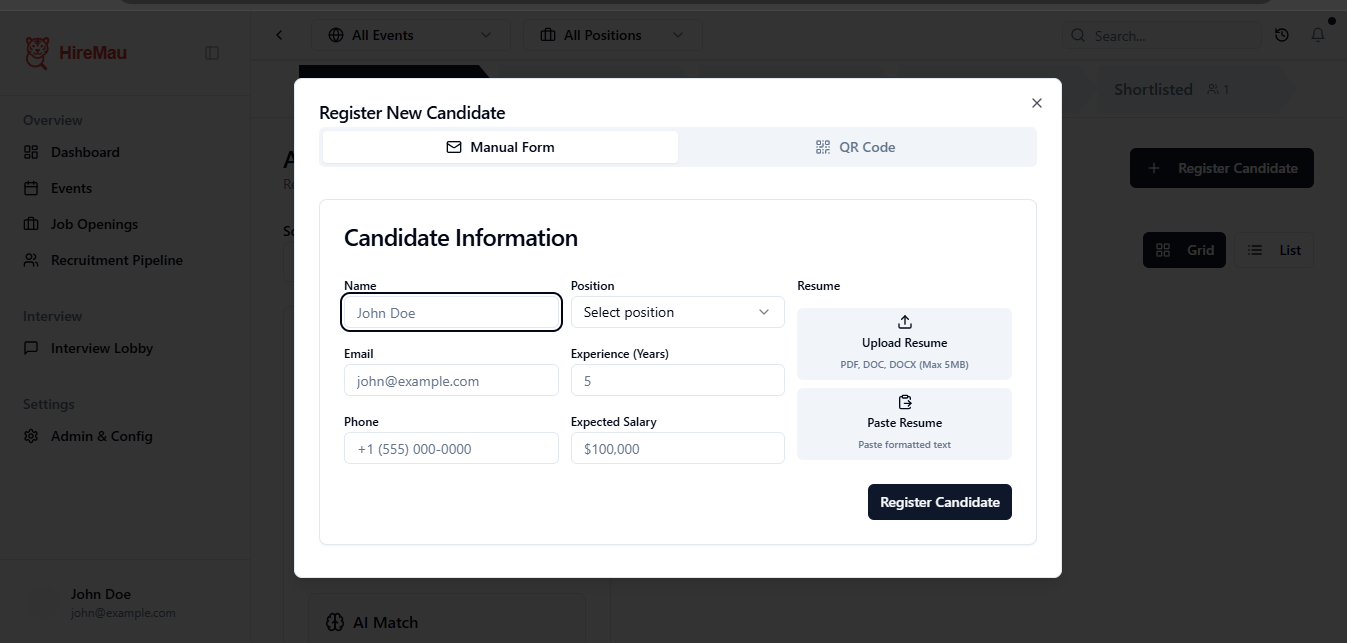 HireMau
All Events
All Positions
Search...
Shortlisted
1
Overview
Dashboard
Events
Job Openings
Recruitment Pipeline
Interview
Interview Lobby
Settings
Admin & Config
John Doe
john@example.com
Register Candidate
Grid
List
Register New Candidate
Manual Form
QR Code
Candidate Information
Name
Position
Resume
John Doe
Select position
Upload Resume
PDF, DOC, DOCX (Max 5MB)
Email
Experience (Years)
john@example.com
5
Paste Resume
Paste formatted text
Phone
Expected Salary
+1 (555) 000-0000
$100,000
Register Candidate
AI Match